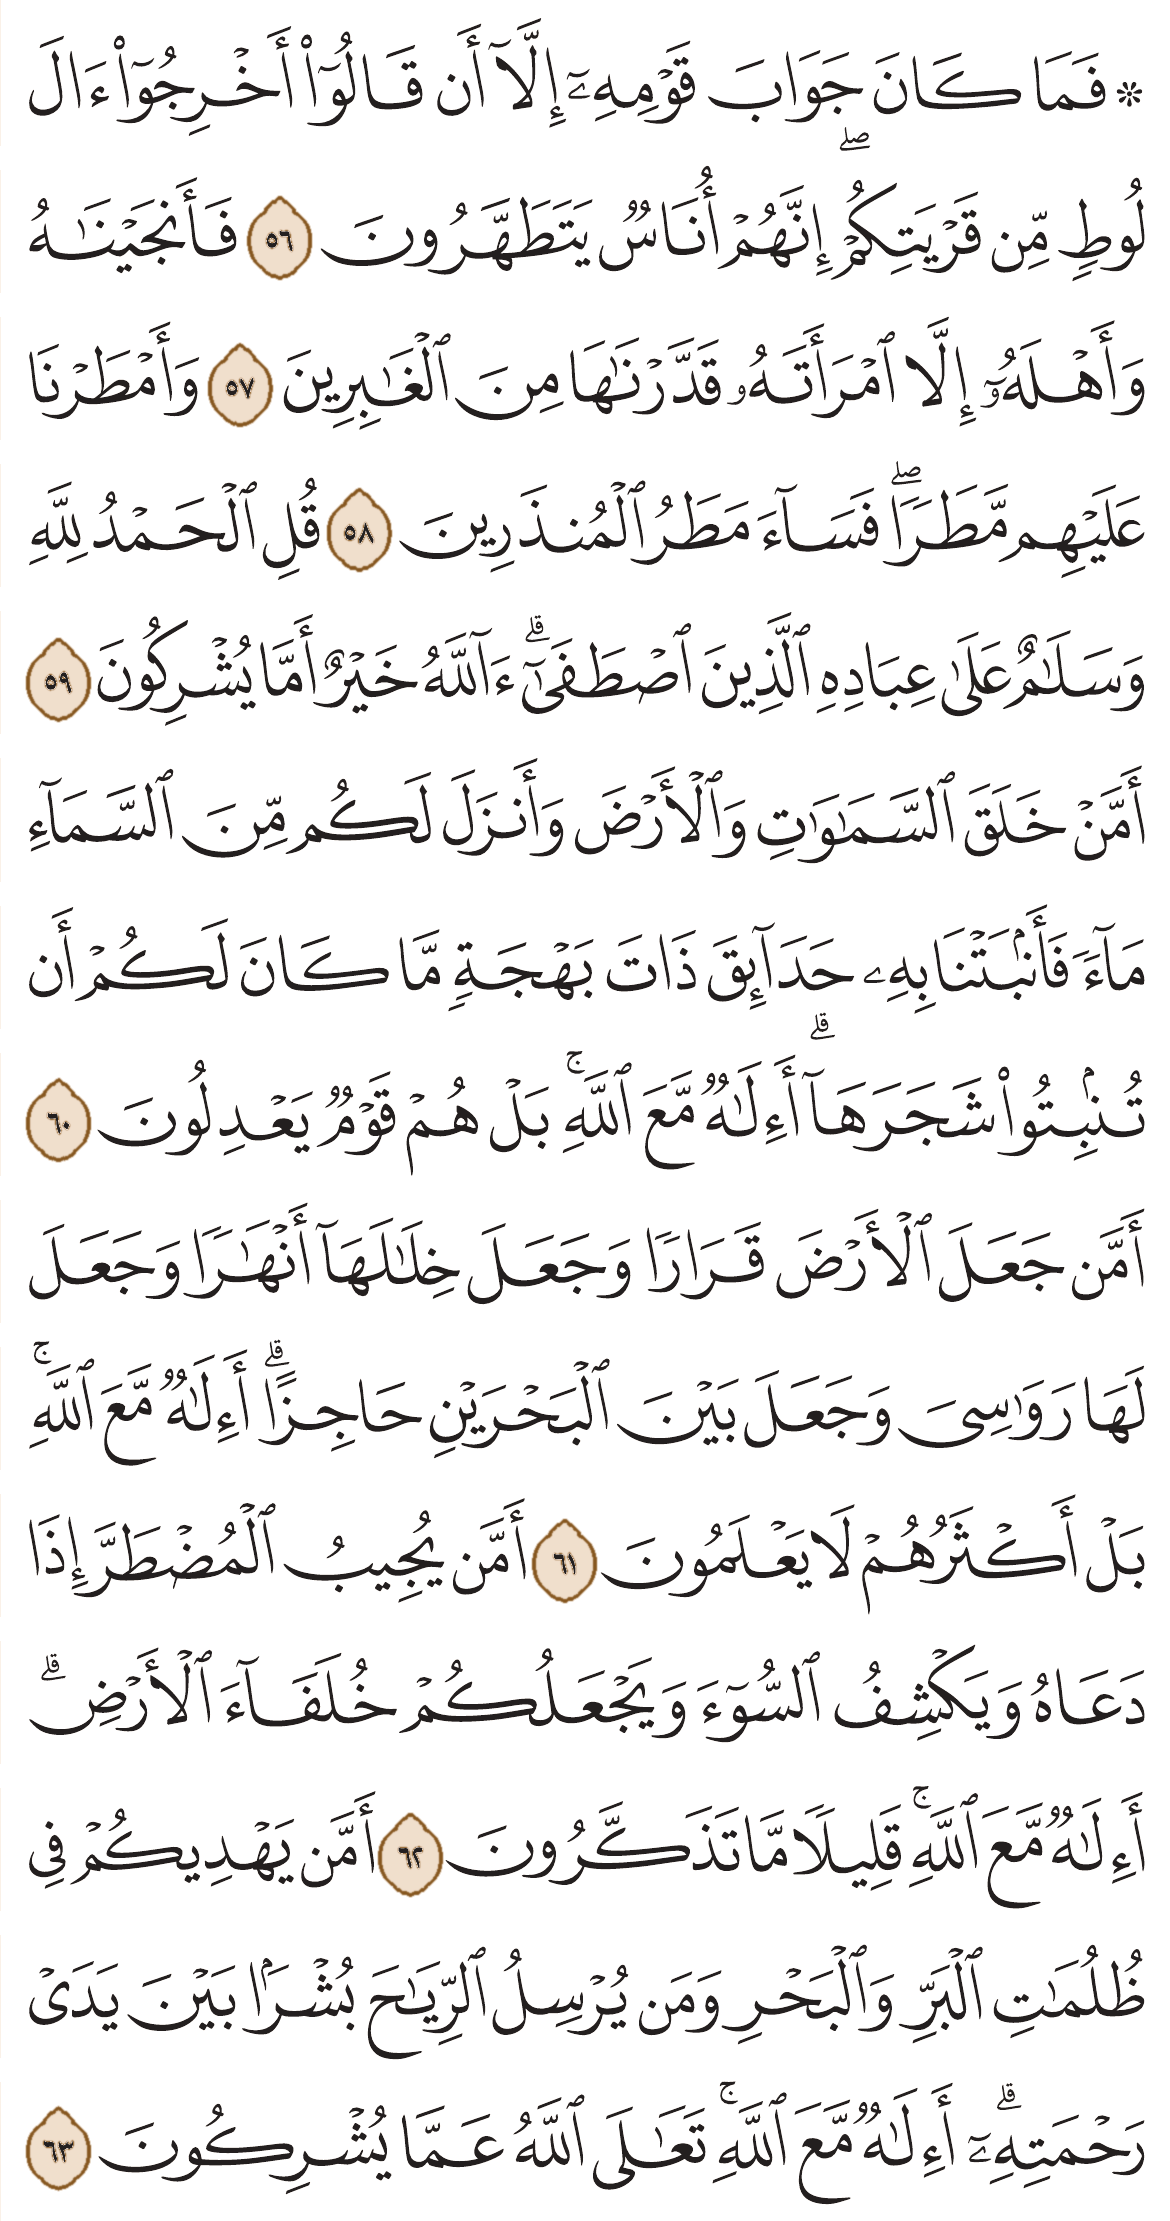 ۞ فَمَا كَانَ جَوَابَ قَوْمِهِۦٓ إِلَّآ أَن قَالُوٓا۟ أَخْرِجُوٓا۟ ءَالَ
لُوطٍ مِّن قَرْيَتِكُمْ ۖ إِنَّهُمْ أُنَاسٌ يَتَطَهَّرُونَ ٥٦ فَأَنجَيْنَـٰهُ
وَأَهْلَهُۥٓ إِلَّا ٱمْرَأَتَهُۥ قَدَّرْنَـٰهَا مِنَ ٱلْغَـٰبِرِينَ ٥٧ وَأَمْطَرْنَا
عَلَيْهِم مَّطَرًا ۖ فَسَآءَ مَطَرُ ٱلْمُنذَرِينَ ٥٨ قُلِ ٱلْحَمْدُ لِلَّهِ
وَسَلَـٰمٌ عَلَىٰ عِبَادِهِ ٱلَّذِينَ ٱصْطَفَىٰٓ ۗ ءَآللَّهُ خَيْرٌ أَمَّا يُشْرِكُونَ ٥٩
أَمَّنْ خَلَقَ ٱلسَّمَـٰوَٰتِ وَٱلْأَرْضَ وَأَنزَلَ لَكُم مِّنَ ٱلسَّمَآءِ
مَآءً فَأَنۢبَتْنَا بِهِۦ حَدَآئِقَ ذَاتَ بَهْجَةٍ مَّا كَانَ لَكُمْ أَن
تُنۢبِتُوا۟ شَجَرَهَآ ۗ أَءِلَـٰهٌ مَّعَ ٱللَّهِ ۚ بَلْ هُمْ قَوْمٌ يَعْدِلُونَ ٦٠
أَمَّن جَعَلَ ٱلْأَرْضَ قَرَارًا وَجَعَلَ خِلَـٰلَهَآ أَنْهَـٰرًا وَجَعَلَ
لَهَا رَوَٰسِىَ وَجَعَلَ بَيْنَ ٱلْبَحْرَيْنِ حَاجِزًا ۗ أَءِلَـٰهٌ مَّعَ ٱللَّهِ ۚ
بَلْ أَكْثَرُهُمْ لَا يَعْلَمُونَ ٦١ أَمَّن يُجِيبُ ٱلْمُضْطَرَّ إِذَا
دَعَاهُ وَيَكْشِفُ ٱلسُّوٓءَ وَيَجْعَلُكُمْ خُلَفَآءَ ٱلْأَرْضِ ۗ
أَءِلَـٰهٌ مَّعَ ٱللَّهِ ۚ قَلِيلًا مَّا تَذَكَّرُونَ ٦٢ أَمَّن يَهْدِيكُمْ فِى
ظُلُمَـٰتِ ٱلْبَرِّ وَٱلْبَحْرِ وَمَن يُرْسِلُ ٱلرِّيَـٰحَ بُشْرًۢا بَيْنَ يَدَىْ
رَحْمَتِهِۦٓ ۗ أَءِلَـٰهٌ مَّعَ ٱللَّهِ ۚ تَعَـٰلَى ٱللَّهُ عَمَّا يُشْرِكُونَ ٦٣